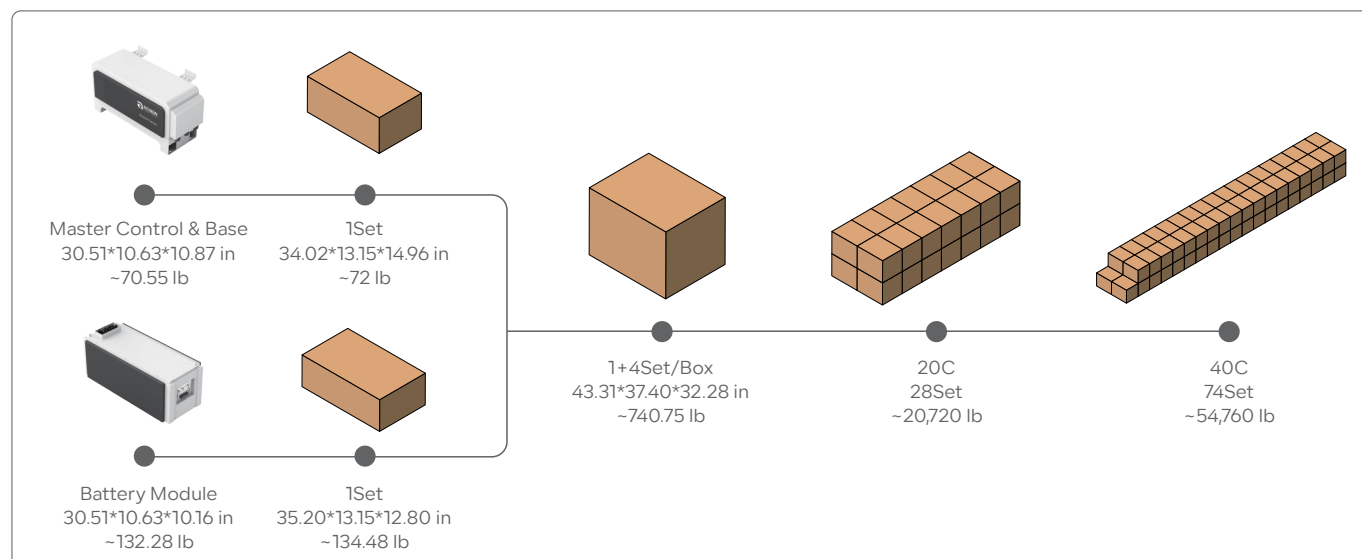 Master Control & Base
30.51*10.63*10.87 in
~70.55 lb
1Set
34.02*13.15*14.96 in
~72 lb
Battery Module
30.51*10.63*10.16 in
~132.28 lb
1Set
35.20*13.15*12.80 in
~134.48 lb
1+4Set/Box
43.31*37.40*32.28 in
~740.75 lb
20C
28Set
~20,720 lb
40C
74Set
~54,760 lb